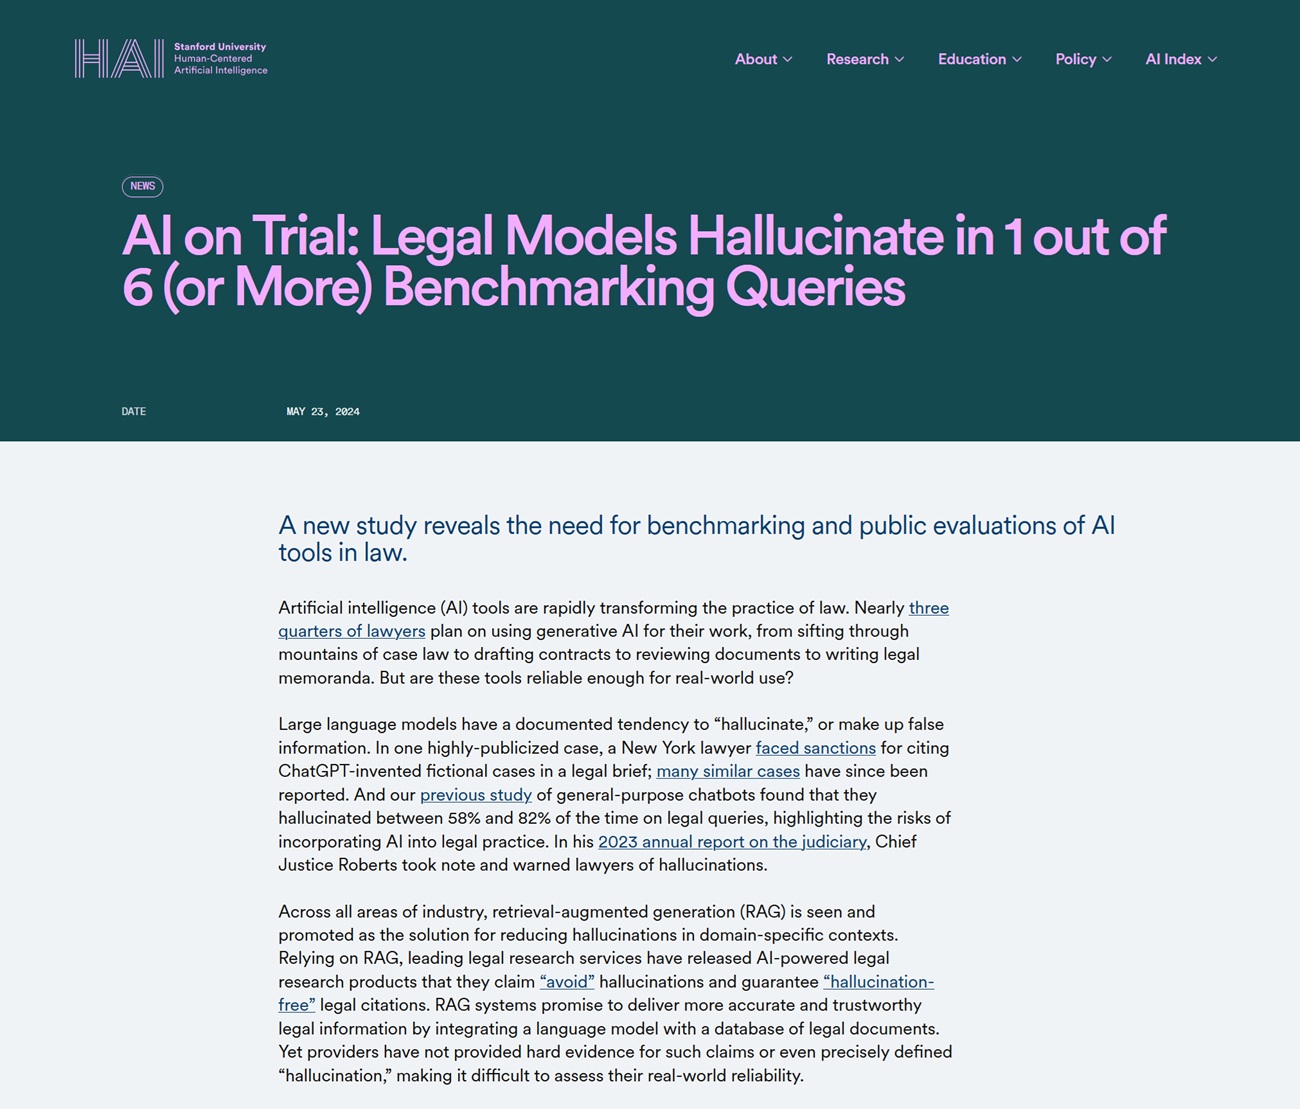 HAI
Stanford University
Human-Centered
Artificial Intelligence
About
Research
Education
Policy
AI Index
NEWS
AI on Trial: Legal Models Hallucinate in 1 out of
6 (or More) Benchmarking Queries
DATE
MAY 23, 2024
A new study reveals the need for benchmarking and public evaluations of AI
tools in law.
Artificial intelligence (AI) tools are rapidly transforming the practice of law. Nearly three
quarters of lawyers plan on using generative AI for their work, from sifting through
mountains of case law to drafting contracts to reviewing documents to writing legal
memoranda. But are these tools reliable enough for real-world use?
Large language models have a documented tendency to “hallucinate,” or make up false
information. In one highly-publicized case, a New York lawyer faced sanctions for citing
ChatGPT-invented fictional cases in a legal brief; many similar cases have since been
reported. And our previous study of general-purpose chatbots found that they
hallucinated between 58% and 82% of the time on legal queries, highlighting the risks of
incorporating AI into legal practice. In his 2023 annual report on the judiciary, Chief
Justice Roberts took note and warned lawyers of hallucinations.
Across all areas of industry, retrieval-augmented generation (RAG) is seen and
promoted as the solution for reducing hallucinations in domain-specific contexts.
Relying on RAG, leading legal research services have released AI-powered legal
research products that they claim “avoid” hallucinations and guarantee “hallucination-
free” legal citations. RAG systems promise to deliver more accurate and trustworthy
legal information by integrating a language model with a database of legal documents.
Yet providers have not provided hard evidence for such claims or even precisely defined
“hallucination,” making it difficult to assess their real-world reliability.